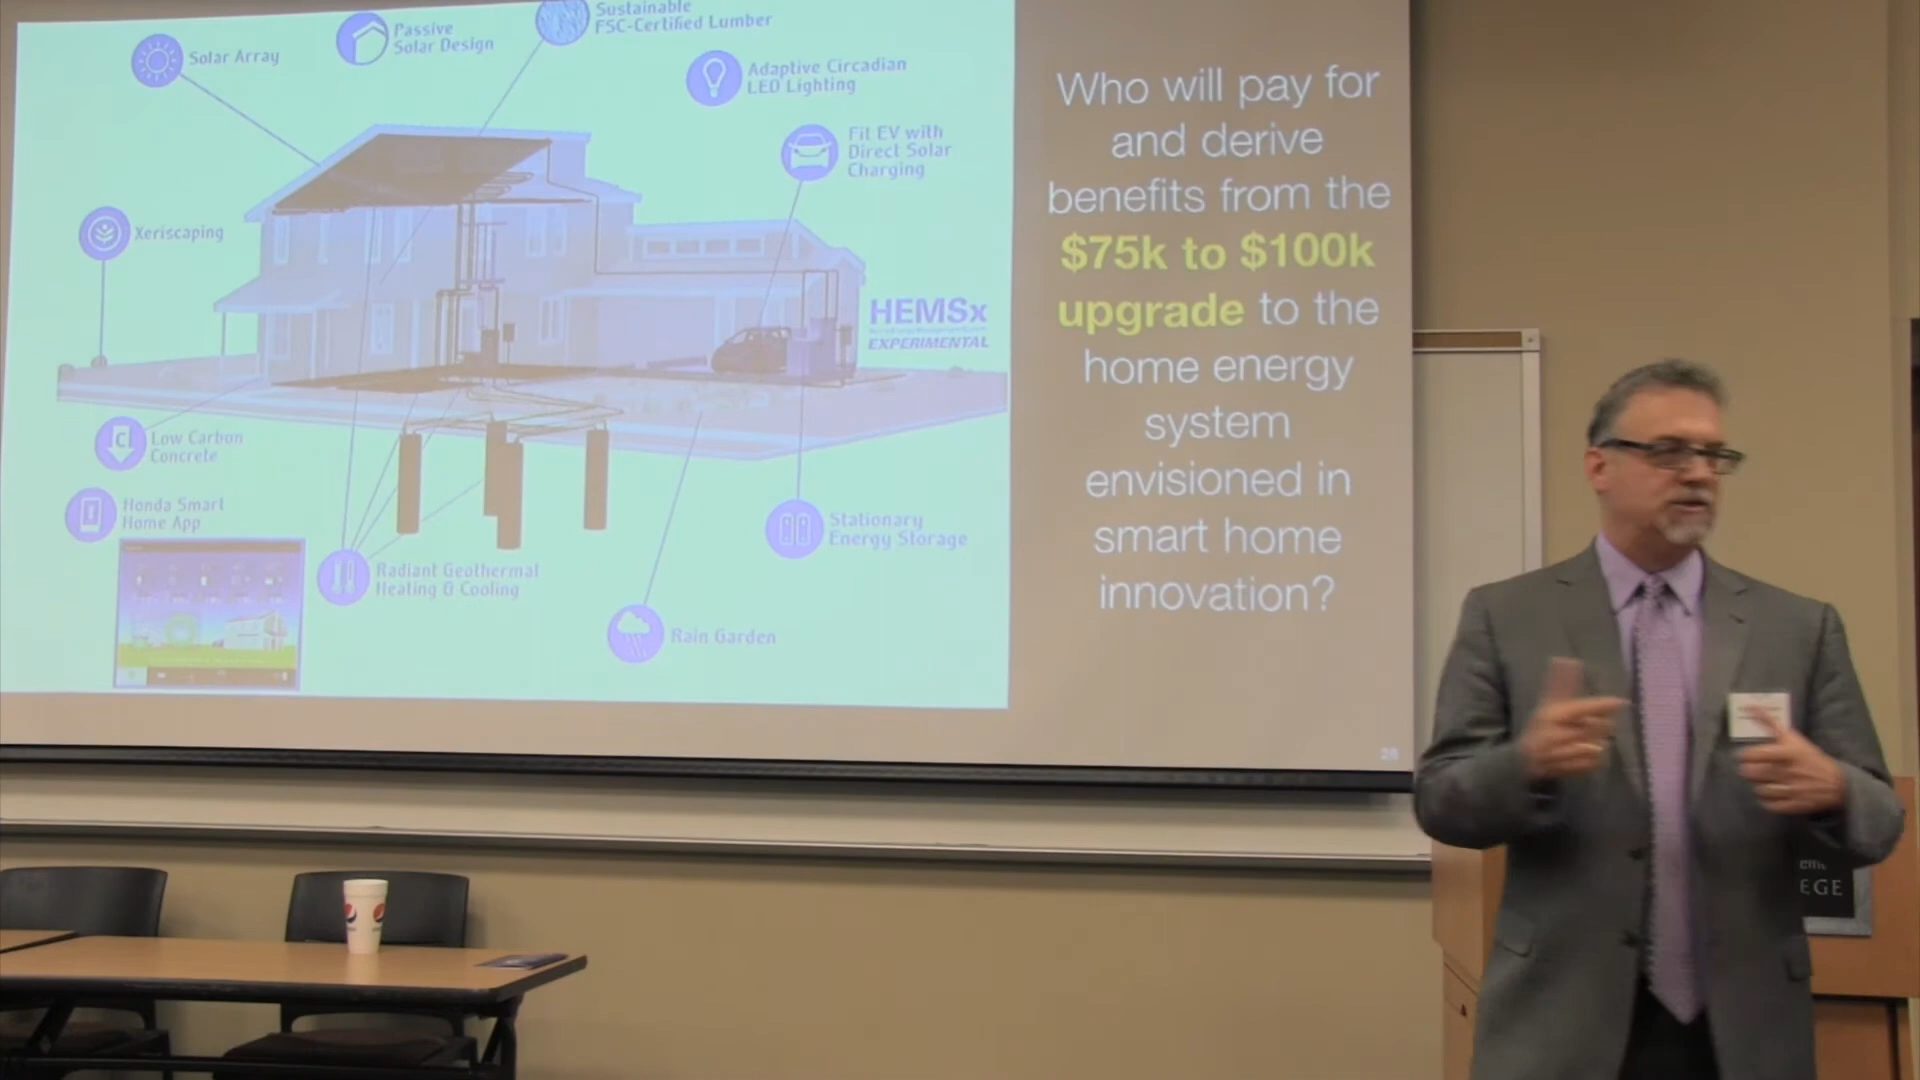 Sustainable
FSC-Certified Lumber
Passive
Solar Design
Solar Array
Adaptive Circadian
LED Lighting
Fit EV with
Direct Solar
Charging
Xeriscaping
HEMSx
EXPERIMENTAL
Low Carbon
Concrete
C
Honda Smart
Home App
Stationary
Energy Storage
Radiant Geothermal
Heating & Cooling
Rain Garden
Who will pay for
and derive
benefits from the
$75k to $100k
upgrade to the
home energy
system
envisioned in
smart home
innovation?
EGE